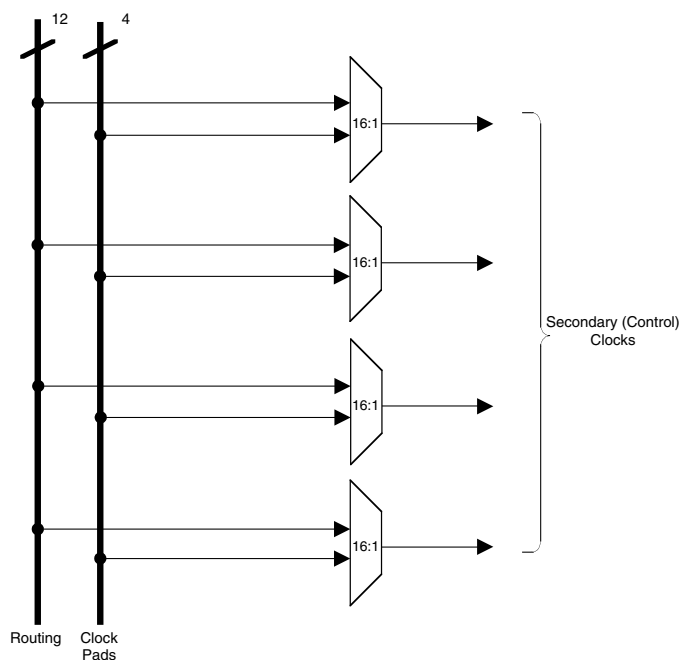 12
4
16:1
16:1
16:1
16:1
Secondary (Control)
Clocks
Routing
Clock
Pads